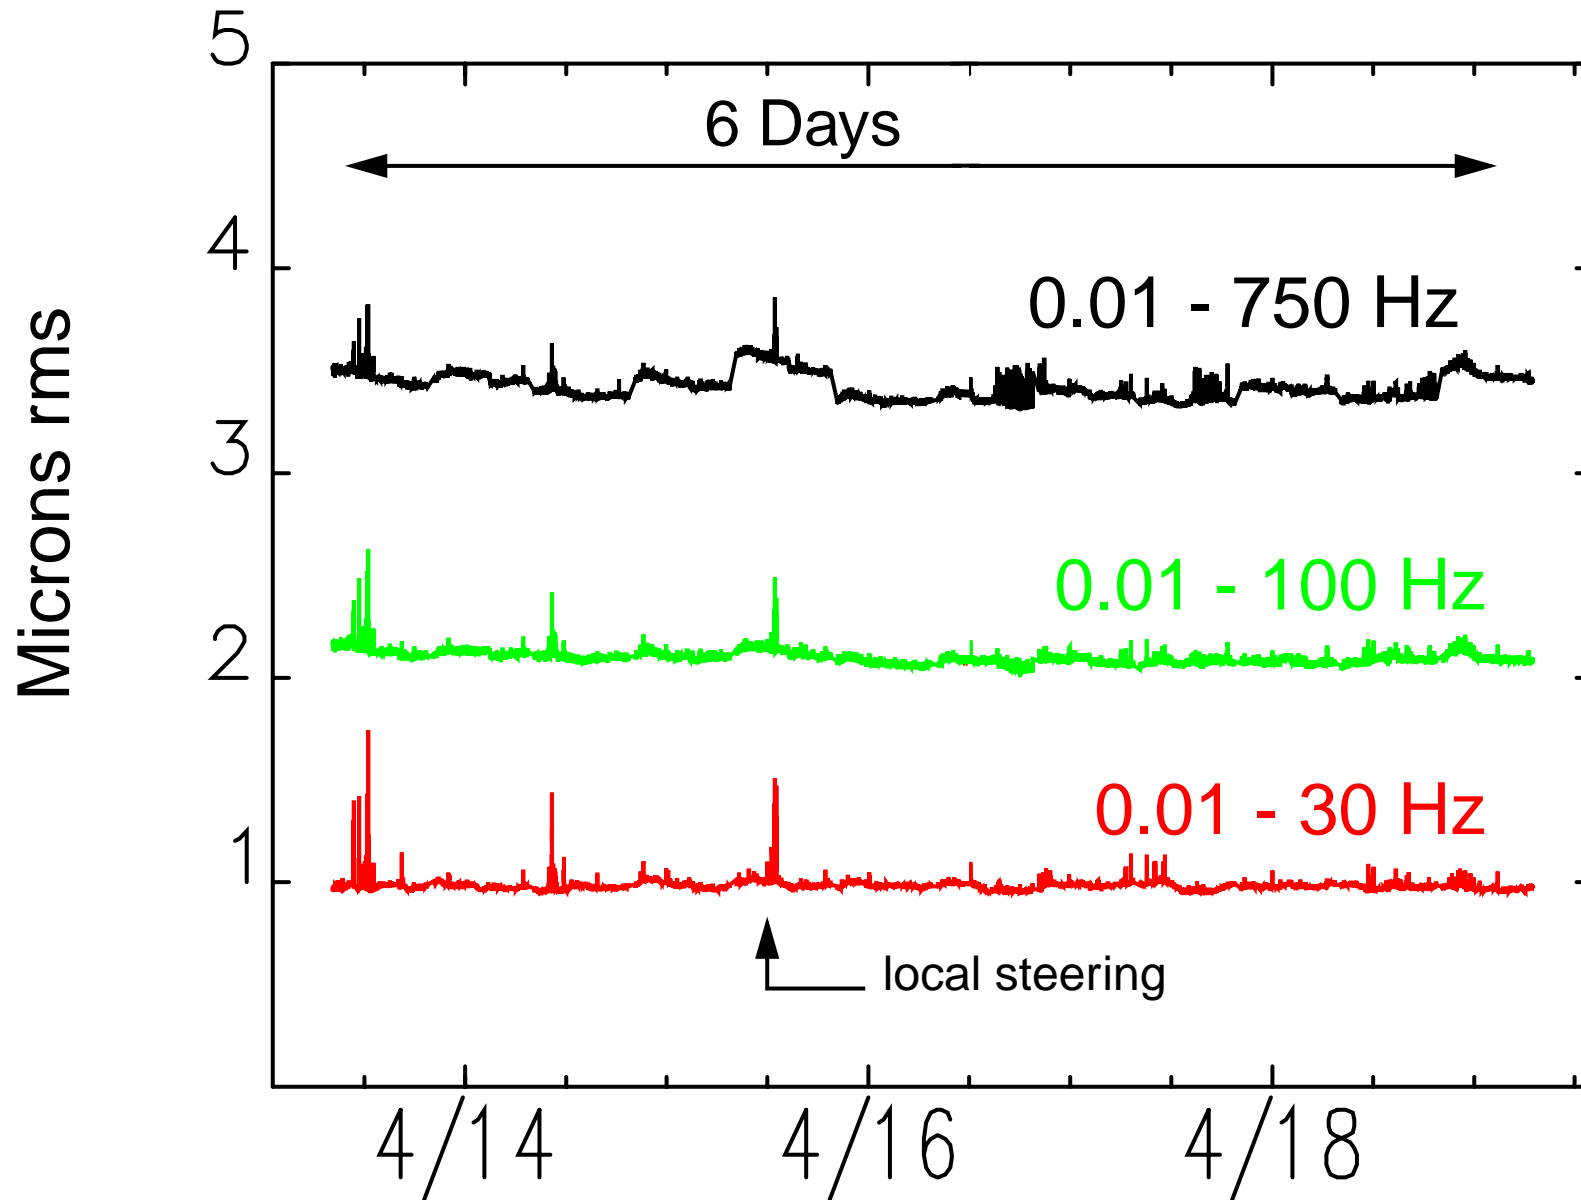 5
6 Days
4
0.01 - 750 Hz
Microns rms
3
0.01 - 100 Hz
2
0.01 - 30 Hz
1
local steering
4/14 4/16 4/18